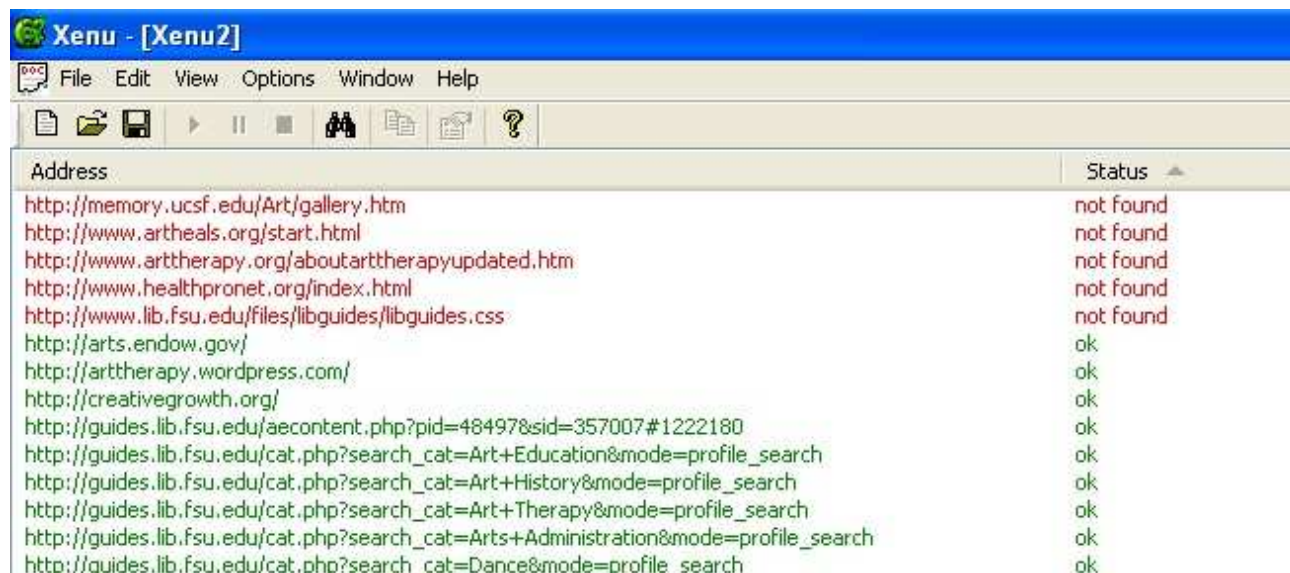 Xenu - [Xenu2]
File Edit View Options Window Help
Address Status
http://memory.ucsf.edu/Art/gallery.htm not found
http://www.artheals.org/start.html not found
http://www.arttherapy.org/aboutarttherapyupdated.htm not found
http://www.healthpronet.org/index.html not found
http://www.lib.fsu.edu/files/libguides/libguides.css not found
http://arts.endow.gov/ ok
http://arttherapy.wordpress.com/ ok
http://creativegrowth.org/ ok
http://guides.lib.fsu.edu/aecontent.php?pid=48497&sid=357007#1222180 ok
http://guides.lib.fsu.edu/cat.php?search_cat=Art+Education&mode=profile_search ok
http://guides.lib.fsu.edu/cat.php?search_cat=Art+History&mode=profile_search ok
http://guides.lib.fsu.edu/cat.php?search_cat=Art+Therapy&mode=profile_search ok
http://guides.lib.fsu.edu/cat.php?search_cat=Arts+Administration&mode=profile_search ok
http://guides.lib.fsu.edu/cat.php?search_cat=Dance&mode=profile_search ok